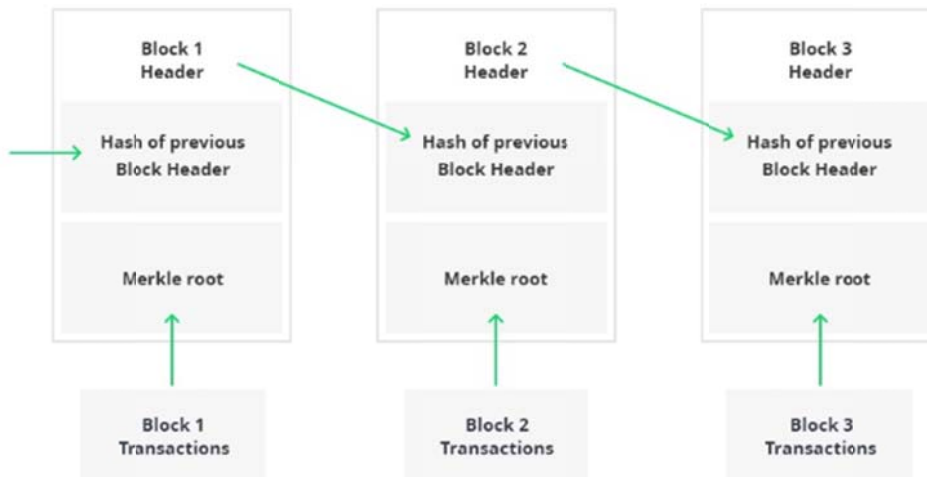 Block 1
Header
Hash of previous
Block Header
Merkle root
Block 1
Transactions
Block 2
Header
Hash of previous
Block Header
Merkle root
Block 2
Transactions
Block 3
Header
Hash of previous
Block Header
Merkle root
Block 3
Transactions